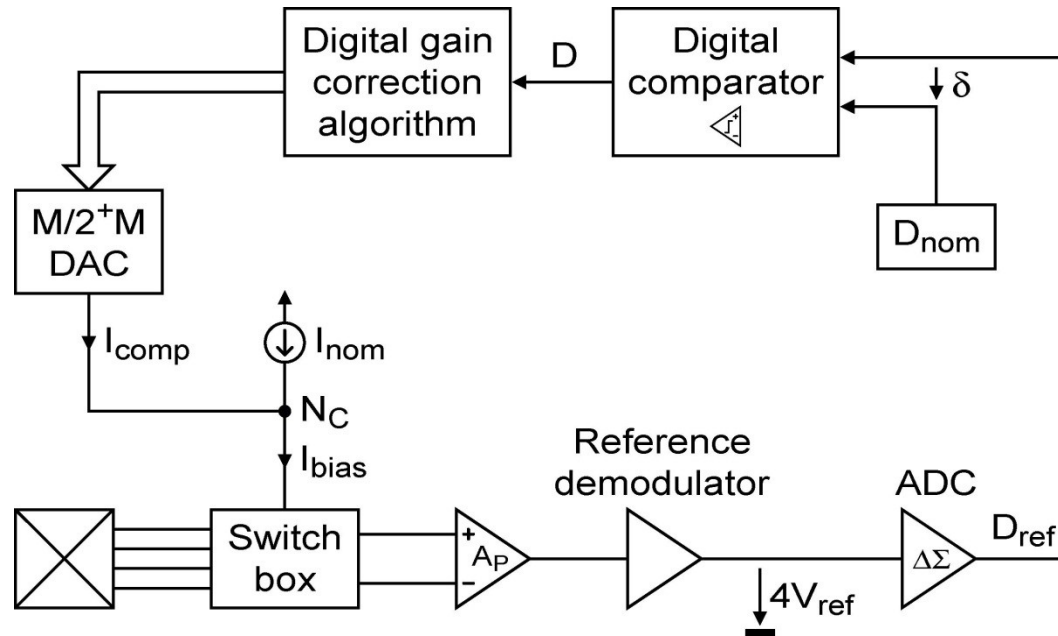 Digital gain
correction
algorithm
D
Digital
comparator
+
-
δ
D_nom
M/2⁺M
DAC
I_comp
I_nom
N_C
I_bias
Switch
box
+
A_P
−
Reference
demodulator
4V_ref
ADC
ΔΣ
D_ref